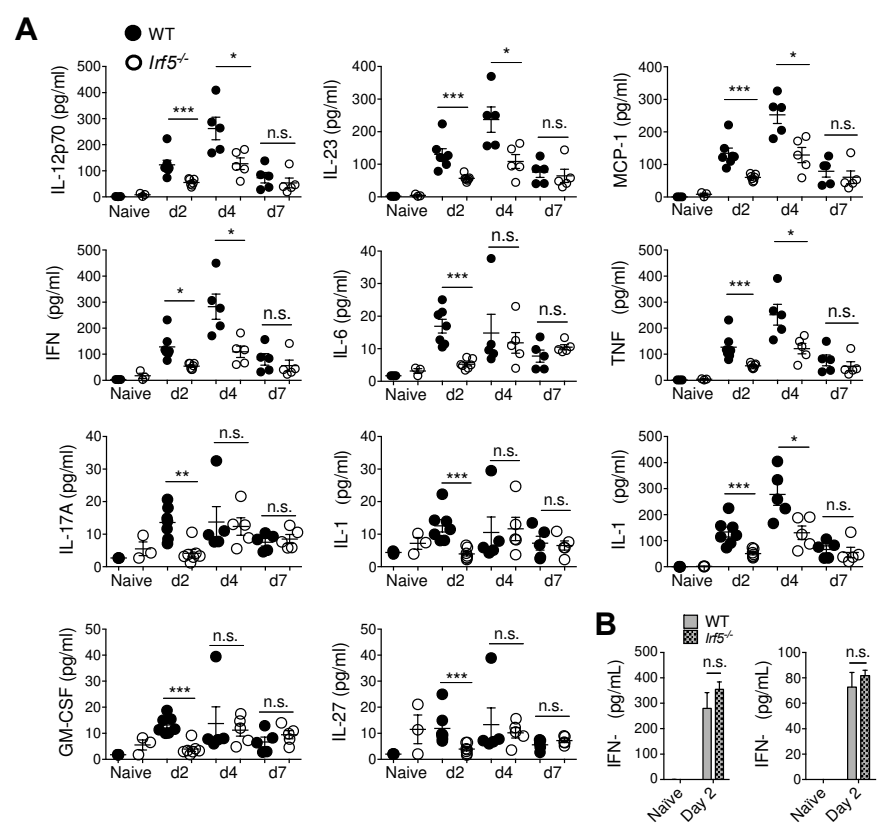 A
WT
Irf5-/-
IL-12p70 (pg/ml)
500
400
300
200
100
0
***
*
n.s.
Naive d2 d4 d7
IL-23 (pg/ml)
400
300
200
100
0
***
*
n.s.
Naive d2 d4 d7
MCP-1 (pg/ml)
400
300
200
100
0
***
*
n.s.
Naive d2 d4 d7
IFN (pg/ml)
500
400
300
200
100
0
*
*
n.s.
Naive d2 d4 d7
IL-6 (pg/ml)
40
30
20
10
0
***
n.s.
n.s.
Naive d2 d4 d7
TNF (pg/ml)
500
400
300
200
100
0
***
*
n.s.
Naive d2 d4 d7
IL-17A (pg/ml)
40
30
20
10
0
**
n.s.
n.s.
Naive d2 d4 d7
IL-1 (pg/ml)
40
30
20
10
0
***
n.s.
n.s.
Naive d2 d4 d7
IL-1 (pg/ml)
500
400
300
200
100
0
***
*
n.s.
Naive d2 d4 d7
GM-CSF (pg/ml)
50
40
30
20
10
0
***
n.s.
n.s.
Naive d2 d4 d7
IL-27 (pg/ml)
50
40
30
20
10
0
***
n.s.
n.s.
Naive d2 d4 d7
B
WT
Irf5-/-
IFN- (pg/mL)
500
400
300
200
100
0
n.s.
Naïve Day 2
IFN- (pg/mL)
100
80
60
40
20
0
n.s.
Naïve Day 2